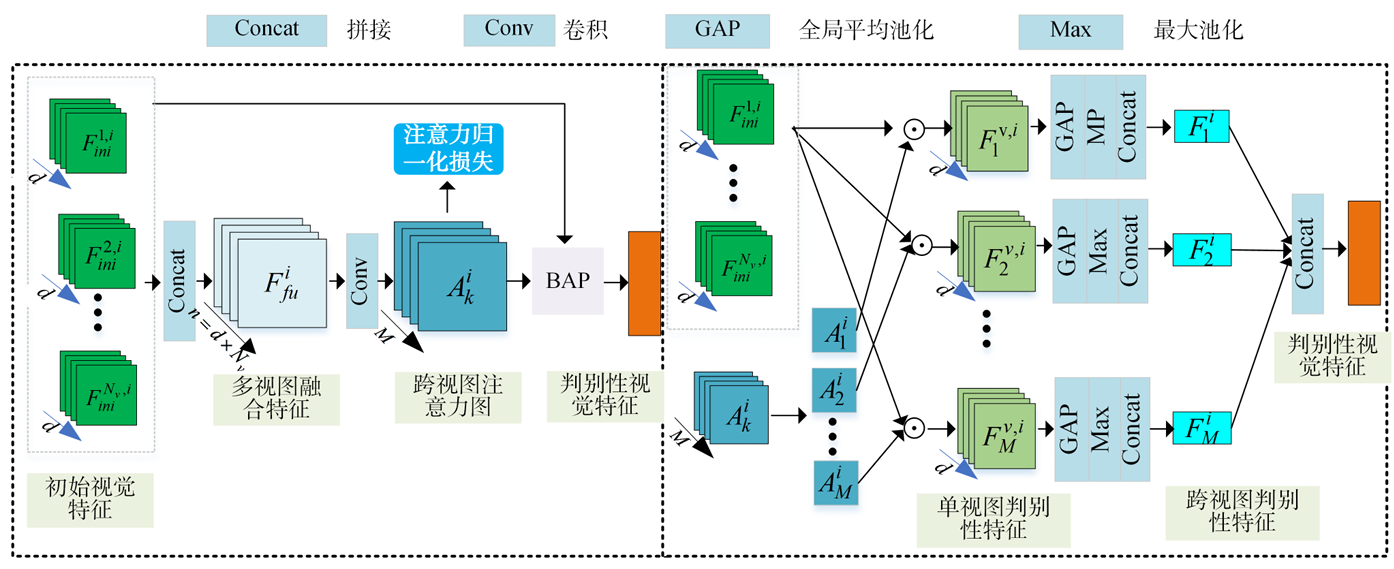 Concat 拼接 Conv 卷积 GAP 全局平均池化 Max 最大池化
F_{ini}^{1,i}
d
F_{ini}^{2,i}
d
F_{ini}^{N_v,i}
d
初始视觉
特征
Concat
n=d×N_v
F_{fu}^{i}
多视图融
合特征
Conv
M
注意力归
一化损失
A_k^i
跨视图注
意力图
BAP
判别性视
觉特征
F_{ini}^{1,i}
d
F_{ini}^{N_v,i}
d
A_k^i
M
A_1^i
A_2^i
A_M^i
F_1^{v,i}
d
GAP
MP
Concat
F_1^i
F_2^{v,i}
d
GAP
Max
Concat
F_2^i
F_M^{v,i}
d
GAP
Max
Concat
F_M^i
单视图判别
性特征
跨视图判别
性特征
Concat
判别性视
觉特征